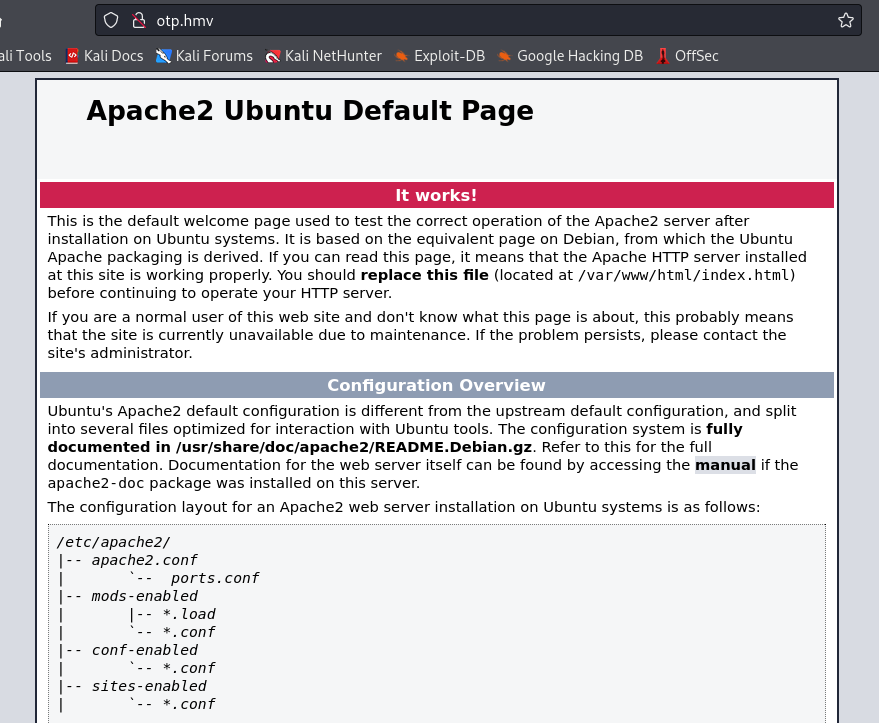 otp.hmv
ali Tools Kali Docs Kali Forums Kali NetHunter Exploit-DB Google Hacking DB OffSec
Apache2 Ubuntu Default Page
It works!
This is the default welcome page used to test the correct operation of the Apache2 server after
installation on Ubuntu systems. It is based on the equivalent page on Debian, from which the Ubuntu
Apache packaging is derived. If you can read this page, it means that the Apache HTTP server installed
at this site is working properly. You should replace this file (located at /var/www/html/index.html)
before continuing to operate your HTTP server.
If you are a normal user of this web site and don't know what this page is about, this probably means
that the site is currently unavailable due to maintenance. If the problem persists, please contact the
site's administrator.
Configuration Overview
Ubuntu's Apache2 default configuration is different from the upstream default configuration, and split
into several files optimized for interaction with Ubuntu tools. The configuration system is fully
documented in /usr/share/doc/apache2/README.Debian.gz. Refer to this for the full
documentation. Documentation for the web server itself can be found by accessing the manual if the
apache2-doc package was installed on this server.
The configuration layout for an Apache2 web server installation on Ubuntu systems is as follows:
/etc/apache2/
|-- apache2.conf
|       `--  ports.conf
|-- mods-enabled
|       |-- *.load
|       `-- *.conf
|-- conf-enabled
|       `-- *.conf
|-- sites-enabled
|       `-- *.conf